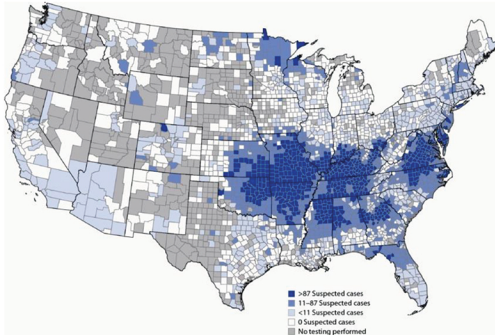 >87 Suspected cases
11–87 Suspected cases
<11 Suspected cases
0 Suspected cases
No testing performed